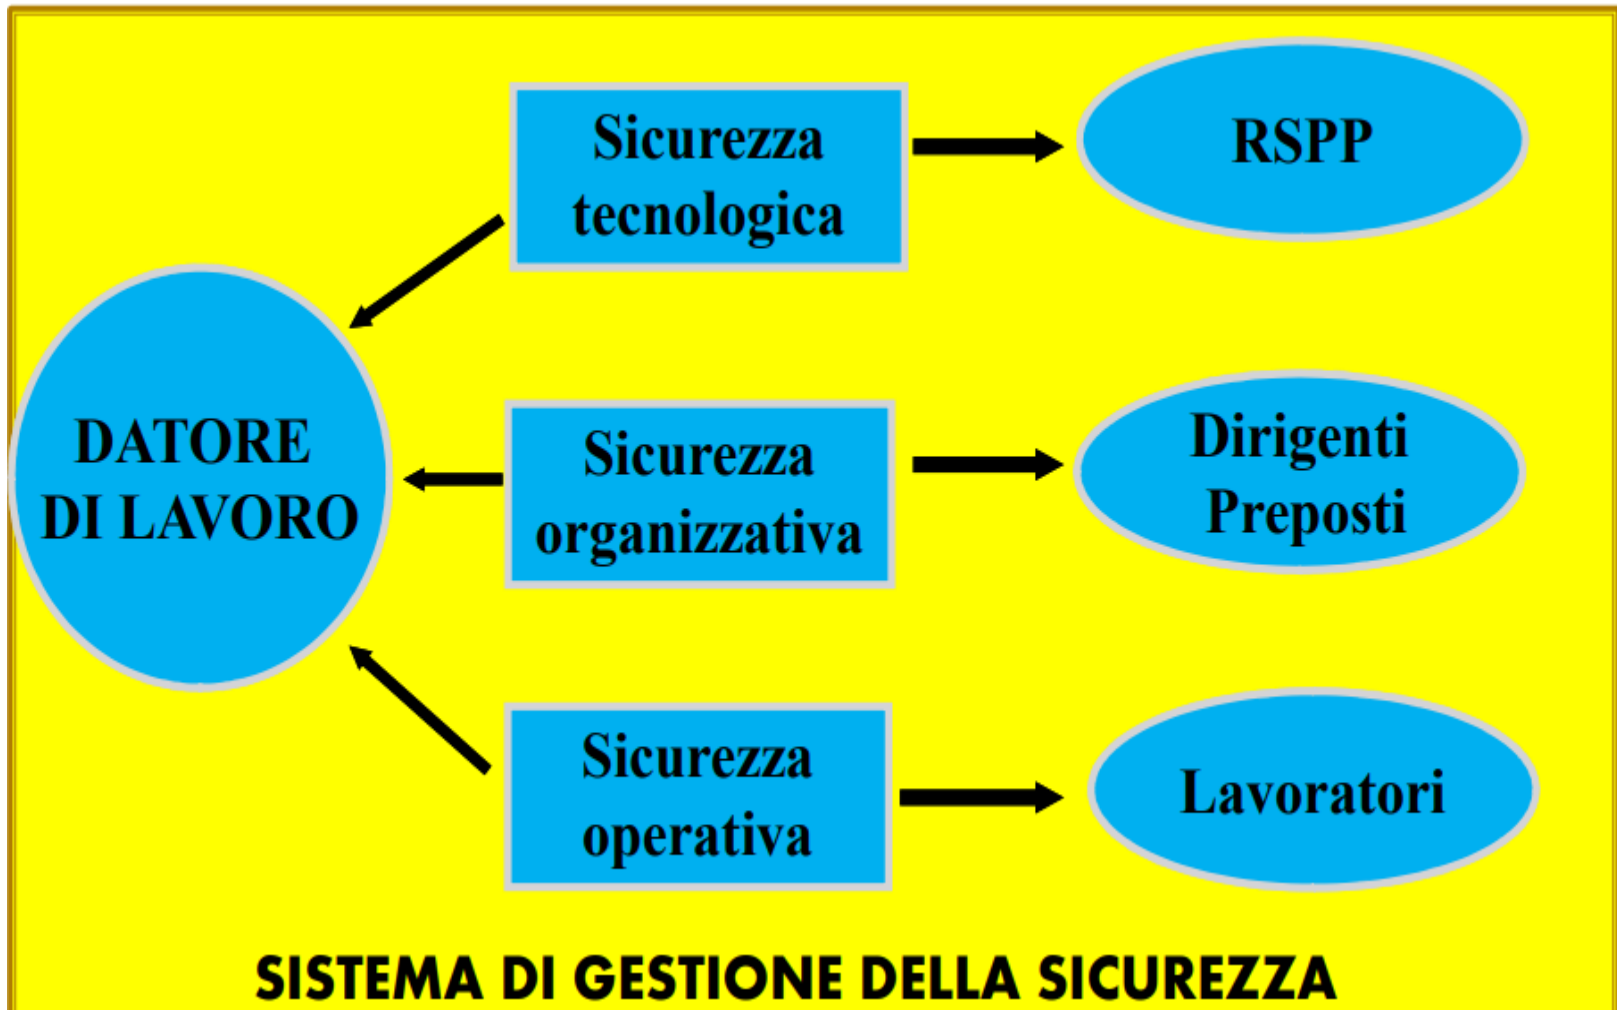 Sicurezza
tecnologica
RSPP
DATORE
DI LAVORO
Sicurezza
organizzativa
Dirigenti
Preposti
Sicurezza
operativa
Lavoratori
SISTEMA DI GESTIONE DELLA SICUREZZA